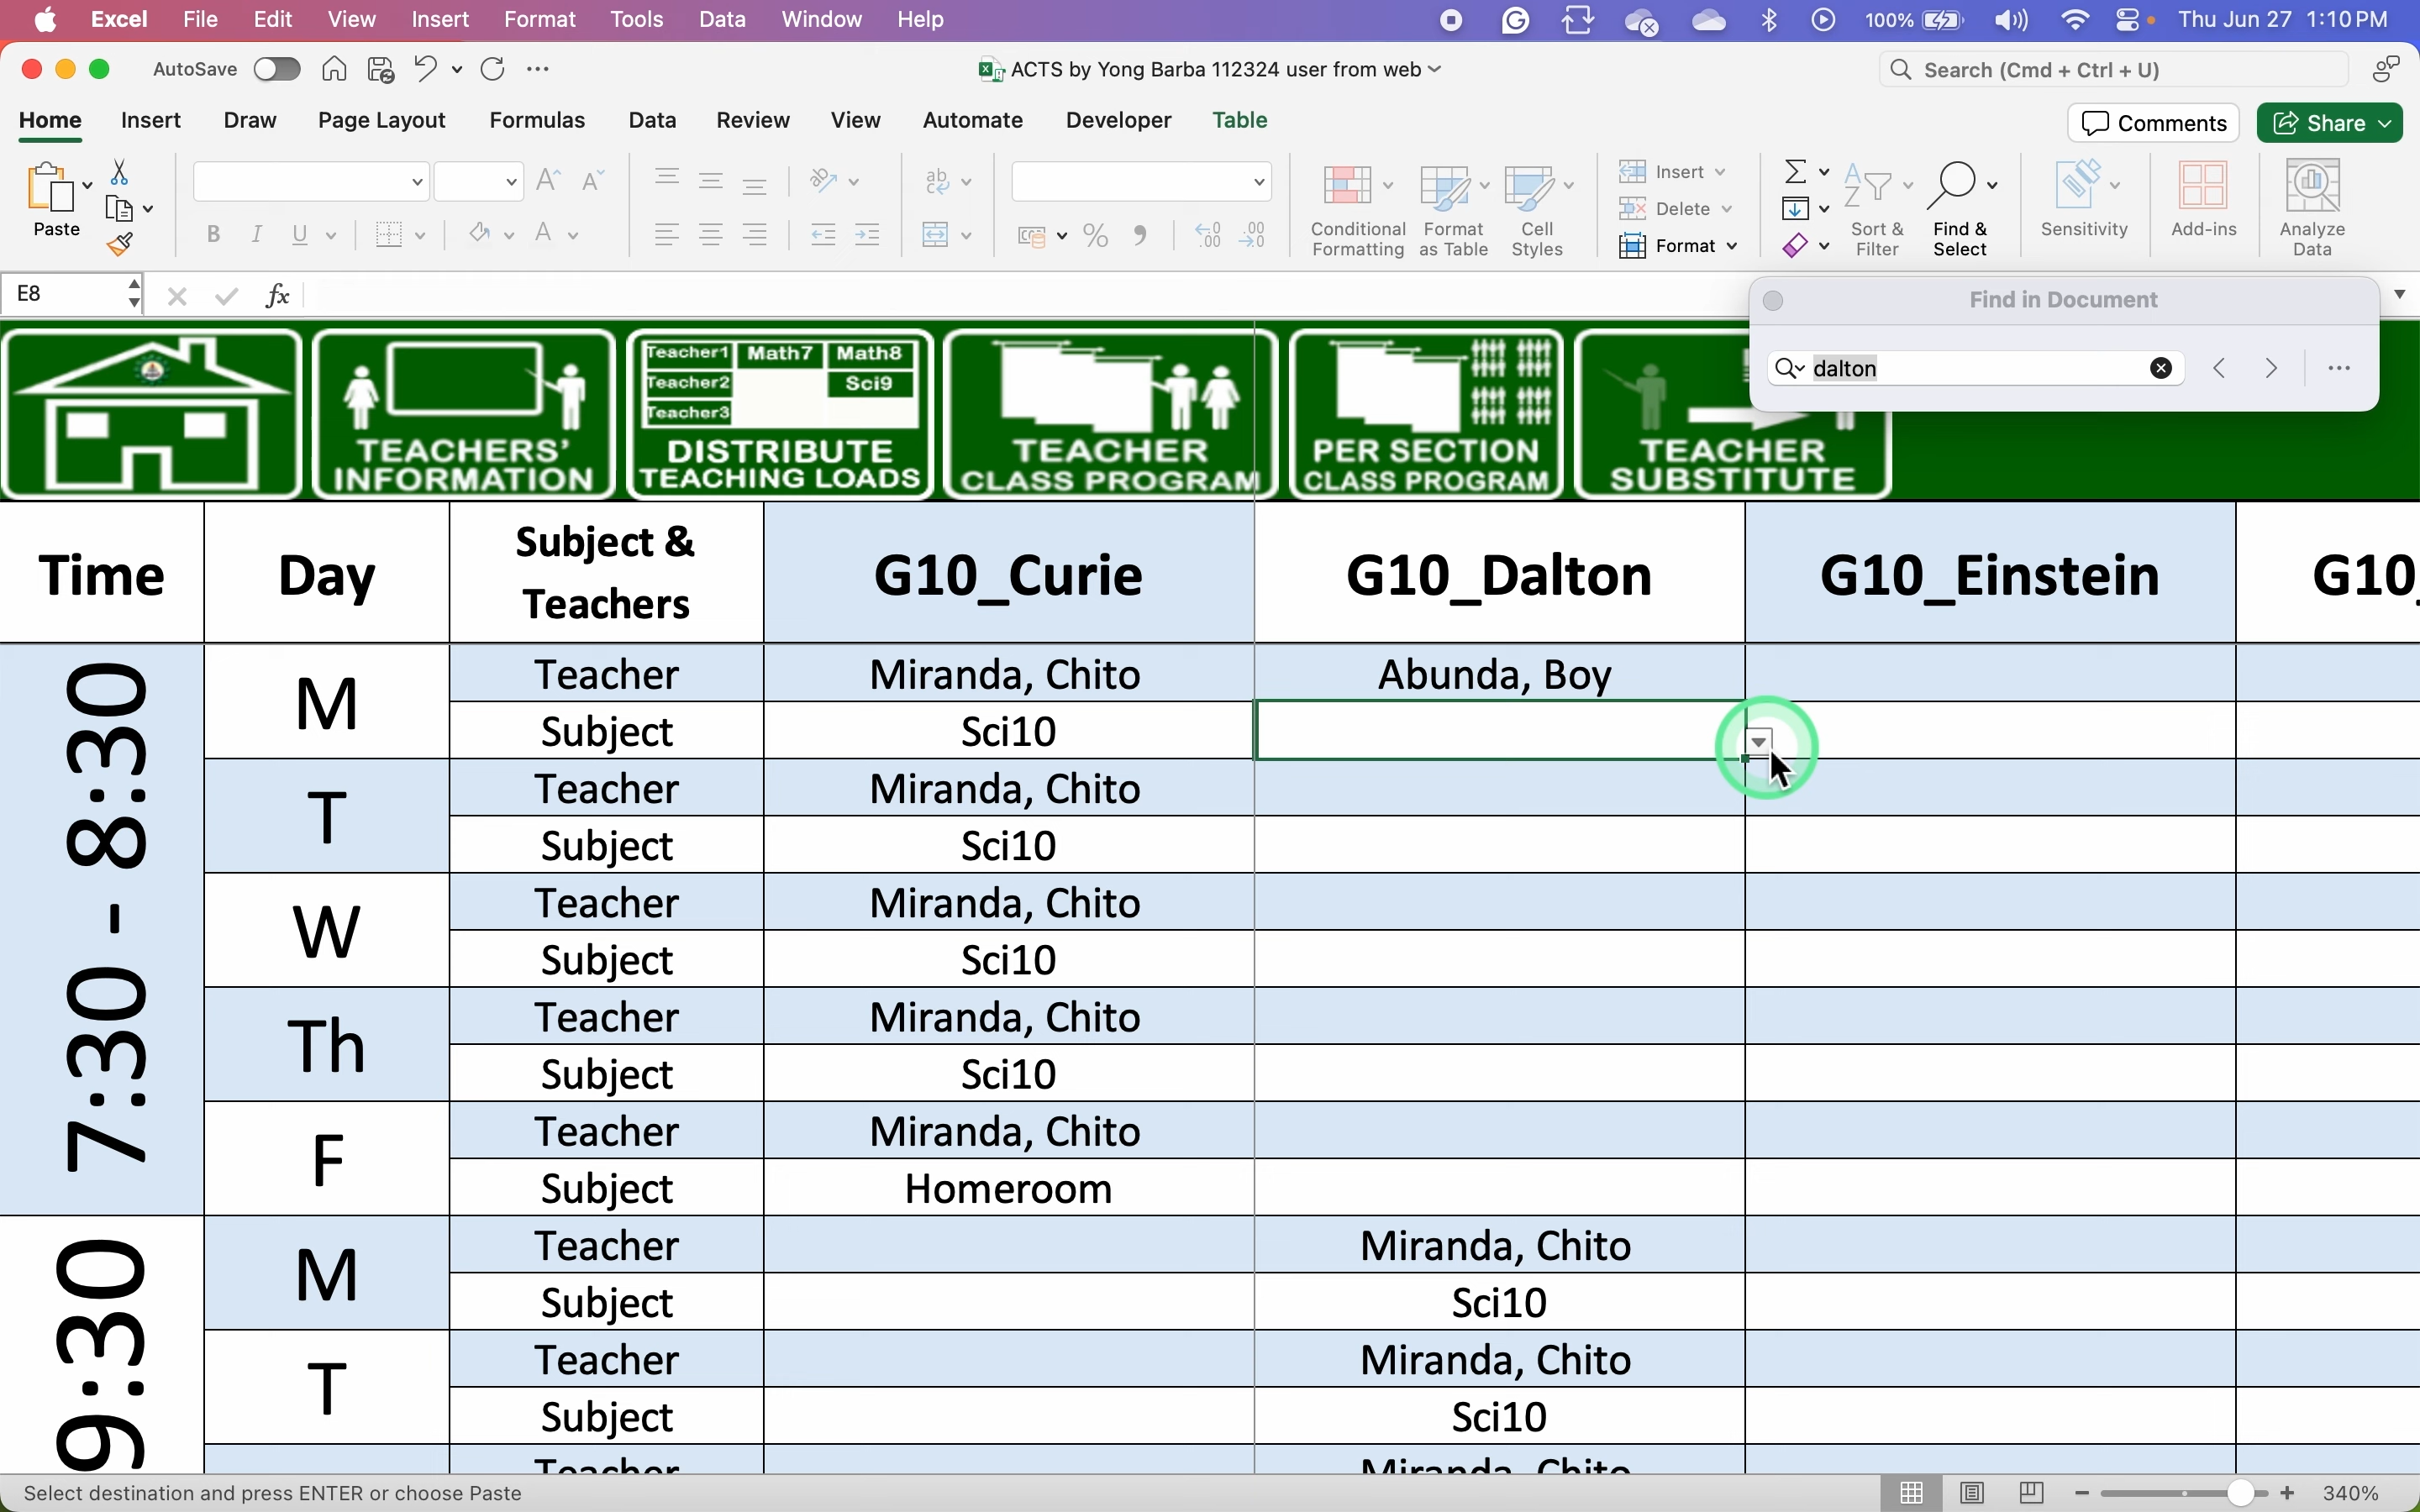 Excel File Edit View Insert Format Tools Data Window Help 100% Thu Jun 27 1:10 PM
AutoSave ACTS by Yong Barba 112324 user from web Search (Cmd + Ctrl + U)
Home Insert Draw Page Layout Formulas Data Review View Automate Developer Table Comments Share
Paste
B I U A
Conditional Formatting
Format as Table
Cell Styles
Insert
Delete
Format
Sort & Filter
Find & Select
Sensitivity
Add-ins
Analyze Data
E8 fx
Find in Document
dalton
TEACHERS'
INFORMATION
Teacher1 Math7 Math8
Teacher2 Sci9
Teacher3
DISTRIBUTE
TEACHING LOADS
TEACHER
CLASS PROGRAM
PER SECTION
CLASS PROGRAM
TEACHER
SUBSTITUTE
Time Day Subject & Teachers G10_Curie G10_Dalton G10_Einstein G10_
7:30 - 8:30
M Teacher Miranda, Chito Abunda, Boy
Subject Sci10
T Teacher Miranda, Chito
Subject Sci10
W Teacher Miranda, Chito
Subject Sci10
Th Teacher Miranda, Chito
Subject Sci10
F Teacher Miranda, Chito
Subject Homeroom
9:30
M Teacher Miranda, Chito
Subject Sci10
T Teacher Miranda, Chito
Subject Sci10
Teacher Miranda, Chito
Select destination and press ENTER or choose Paste 340%